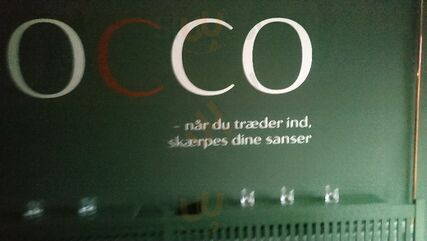 OCCO
- når du træder ind,
skærpes dine sanser